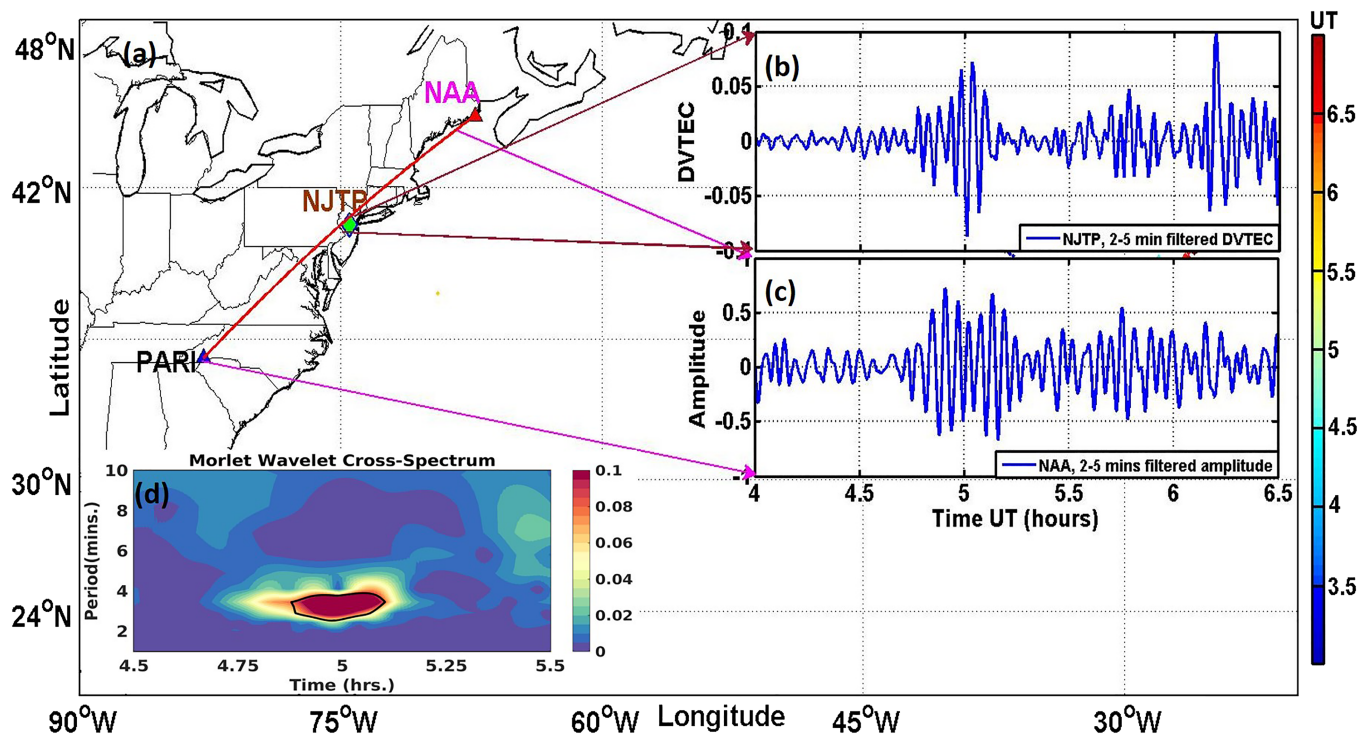 48°N
42°N
30°N
24°N
Latitude
90°W
75°W
60°W
45°W
30°W
Longitude
(a)
NAA
NJTP
PARI
(b)
0.1
0.05
0
-0.05
DVTEC
NJTP, 2-5 min filtered DVTEC
(c)
0.5
0
-0.5
Amplitude
NAA, 2-5 mins filtered amplitude
4
4.5
5
5.5
6
6.5
Time UT (hours)
Morlet Wavelet Cross-Spectrum
(d)
10
8
6
4
2
Period(mins.)
4.5
4.75
5
5.25
5.5
Time (hrs.)
0.1
0.08
0.06
0.04
0.02
0
UT
6.5
6
5.5
5
4.5
4
3.5